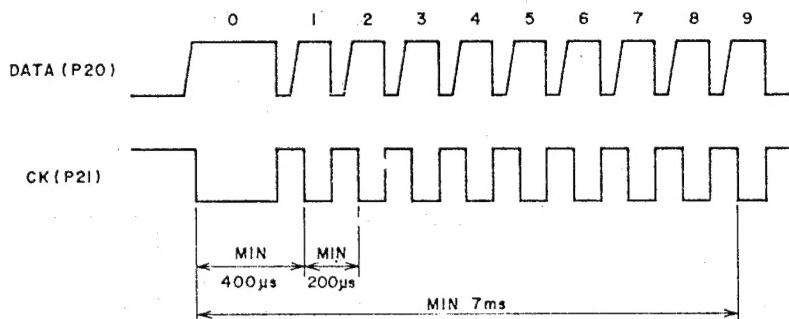 0 1 2 3 4 5 6 7 8 9
DATA (P20)
CK (P21)
MIN MIN
400µs 200µs
MIN 7ms